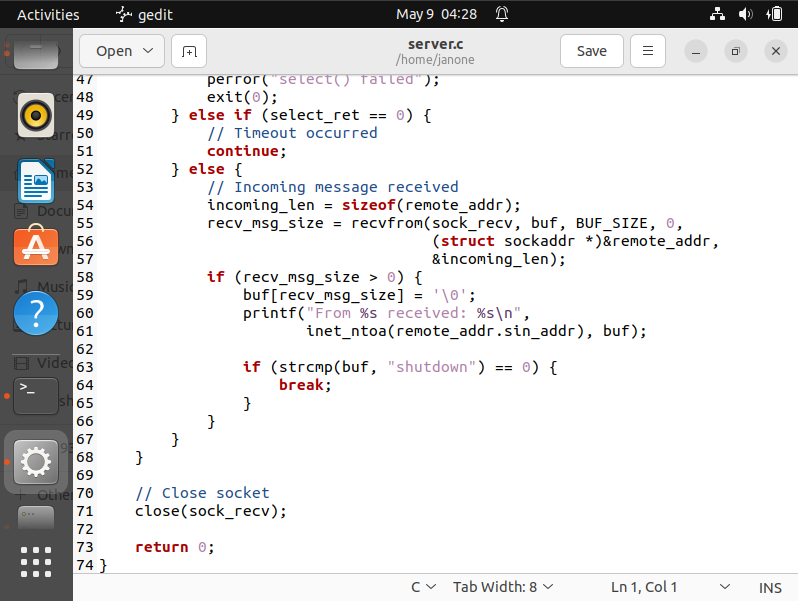 Activities gedit May 9 04:28
Open server.c Save
/home/janone
47 perror("select() failed");
48 exit(0);
49 } else if (select_ret == 0) {
50 // Timeout occurred
51 continue;
52 } else {
53 // Incoming message received
54 incoming_len = sizeof(remote_addr);
55 recv_msg_size = recvfrom(sock_recv, buf, BUF_SIZE, 0,
56 (struct sockaddr *)&remote_addr,
57 &incoming_len);
58 if (recv_msg_size > 0) {
59 buf[recv_msg_size] = '\0';
60 printf("From %s received: %s\n",
61 inet_ntoa(remote_addr.sin_addr), buf);
62
63 if (strcmp(buf, "shutdown") == 0) {
64 break;
65 }
66 }
67 }
68 }
69
70 // Close socket
71 close(sock_recv);
72
73 return 0;
74 }
C Tab Width: 8 Ln 1, Col 1 INS